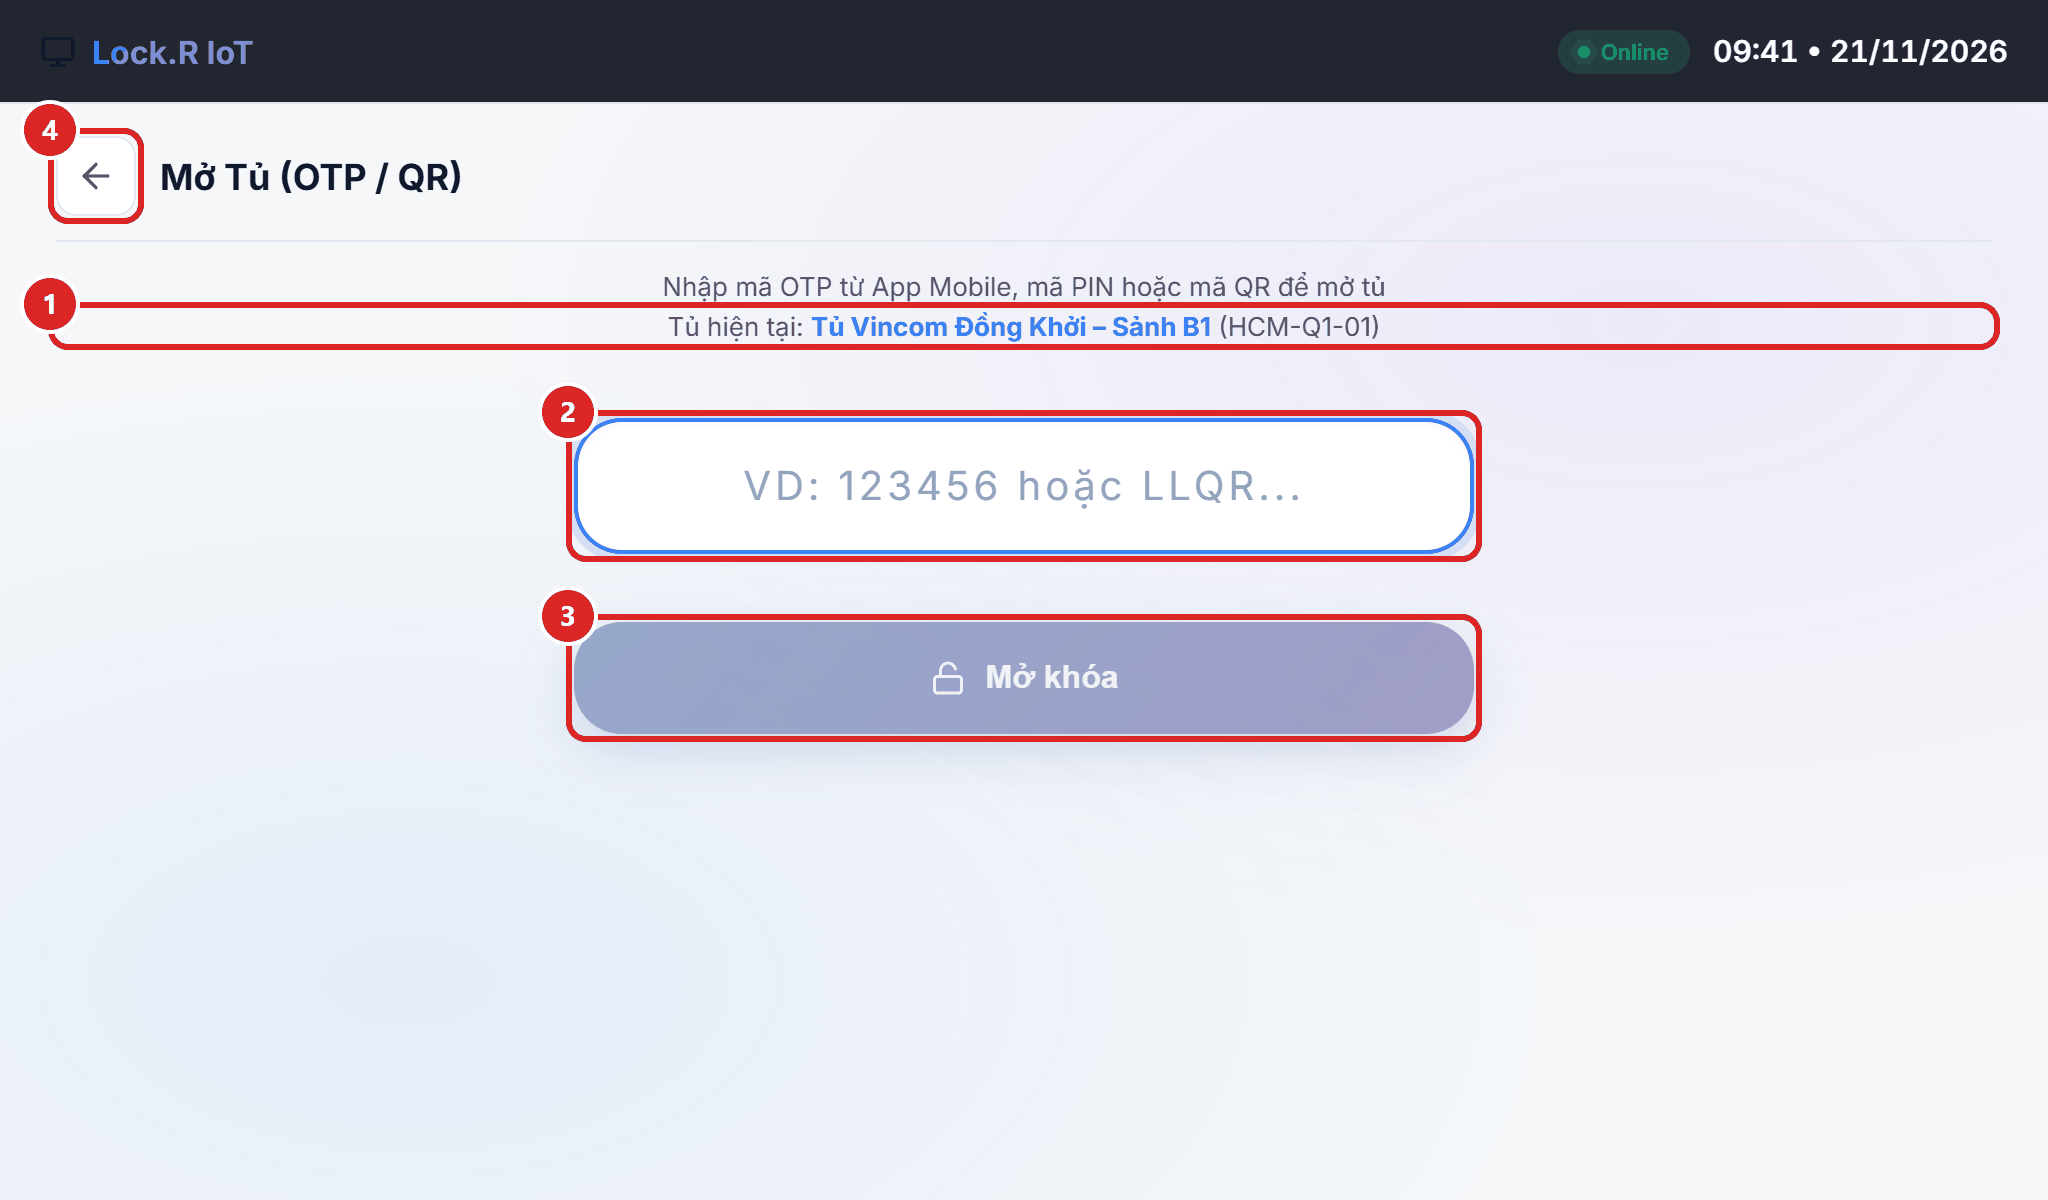 Lock.R IoT
Online
09:41 • 21/11/2026
4
Mở Tủ (OTP / QR)
Nhập mã OTP từ App Mobile, mã PIN hoặc mã QR để mở tủ
1
Tủ hiện tại: Tủ Vincom Đồng Khởi – Sảnh B1 (HCM-Q1-01)
2
VD: 123456 hoặc LLQR...
3
Mở khóa